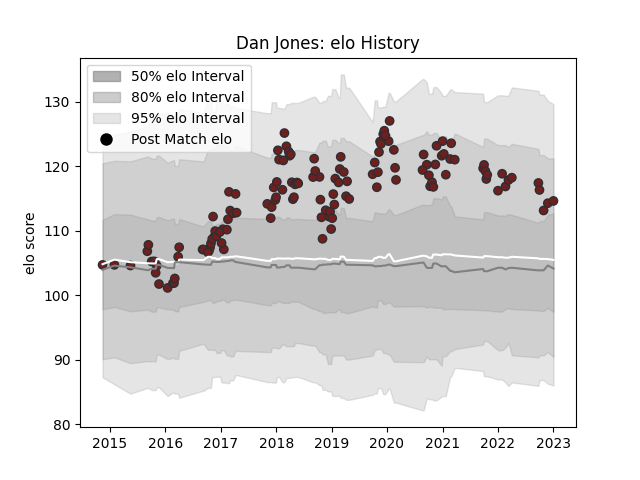 Dan Jones: elo History
50% elo Interval
80% elo Interval
95% elo Interval
Post Match elo
elo score
130
120
110
100
90
80
2015 2016 2017 2018 2019 2020 2021 2022 2023